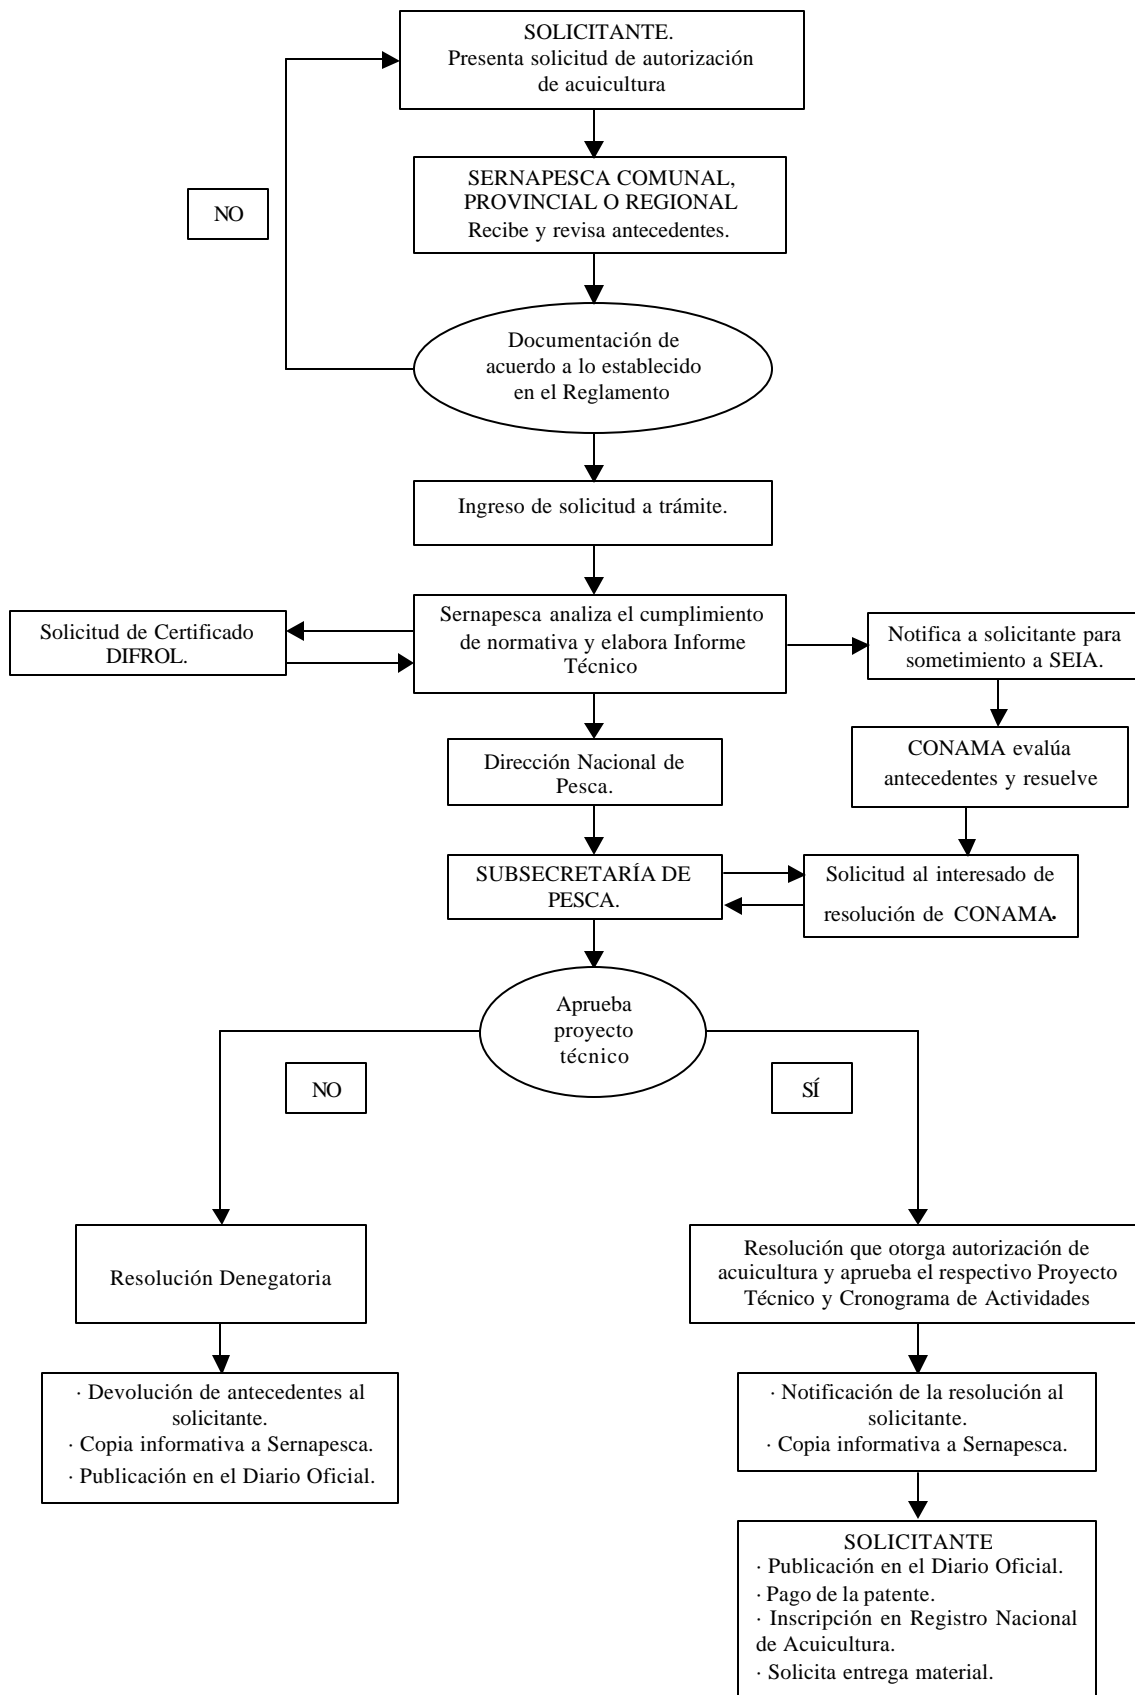 SOLICITANTE.
Presenta solicitud de autorización
de acuicultura
SERNAPESCA COMUNAL,
PROVINCIAL O REGIONAL
Recibe y revisa antecedentes.
NO
Documentación de
acuerdo a lo establecido
en el Reglamento
Ingreso de solicitud a trámite.
Solicitud de Certificado
DIFROL.
Sernapesca analiza el cumplimiento
de normativa y elabora Informe
Técnico
Notifica a solicitante para
sometimiento a SEIA.
Dirección Nacional de
Pesca.
CONAMA evalúa
antecedentes y resuelve
SUBSECRETARÍA DE
PESCA.
Solicitud al interesado de
resolución de CONAMA.
Aprueba
proyecto
técnico
NO
SÍ
Resolución Denegatoria
Resolución que otorga autorización de
acuicultura y aprueba el respectivo Proyecto
Técnico y Cronograma de Actividades
· Devolución de antecedentes al
solicitante.
· Copia informativa a Sernapesca.
· Publicación en el Diario Oficial.
· Notificación de la resolución al
solicitante.
· Copia informativa a Sernapesca.
SOLICITANTE
· Publicación en el Diario Oficial.
· Pago de la patente.
· Inscripción en Registro Nacional
de Acuicultura.
· Solicita entrega material.